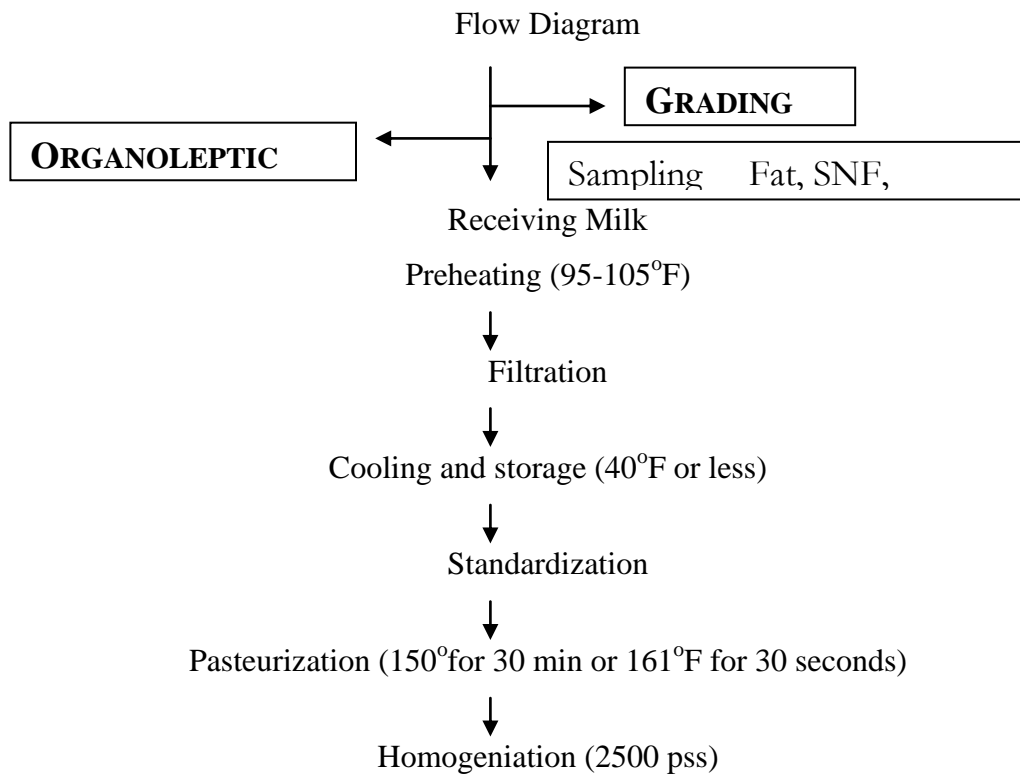 Flow Diagram
GRADING
ORGANOLEPTIC
Sampling Fat, SNF,
Receiving Milk
Preheating (95-105°F)
Filtration
Cooling and storage (40°F or less)
Standardization
Pasteurization (150°for 30 min or 161°F for 30 seconds)
Homogeniation (2500 pss)